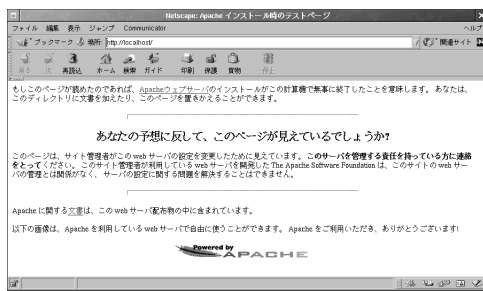 Netscape: Apache インストール時のテストページ
ファイル 編集 表示 ジャンプ Communicator ヘルプ
ブックマーク 場所: http://localhost/ 関連サイト
戻る 次 再読込 ホーム 検索 ガイド 印刷 保護 買物 停止
もしこのページが読めたのであれば、Apacheウェブサーバのインストールがこの計算機で無事に終了したことを意味します。 あなたは、
このディレクトリに文書を加えたり、このページを置きかえることができます。
あなたの予想に反して、このページが見えているでしょうか?
このページは、サイト管理者がこの web サーバの設定を変更したために見えています。 このサーバを管理する責任を持っている方に連絡
をとってください。 このサイト管理者が利用している web サーバを開発した The Apache Software Foundation は、このサイトの web サー
バの管理とは関係がなく、サーバの設定に関する問題を解決することはできません。
Apache に関する文書は、この web サーバ配布物の中に含まれています。
以下の画像は、Apache を利用している web サーバで自由に使うことができます。 Apache をご利用いただき、ありがとうございます!
Powered by
APACHE